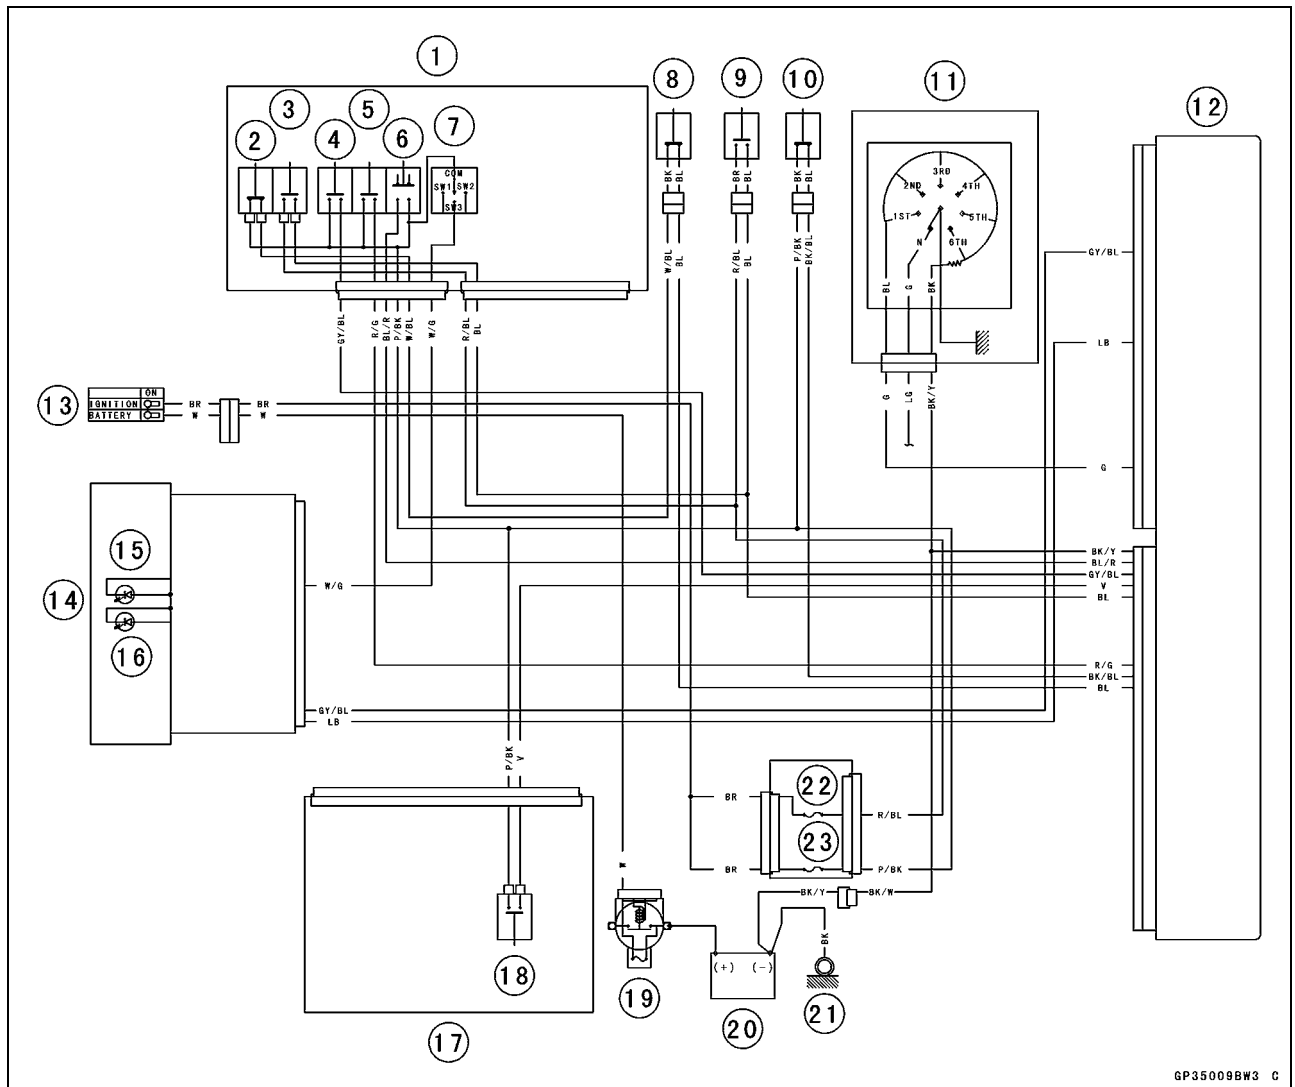 1
2
3
4
5
6
7
8
9
10
11
12
COM
SW1
SW2
SW3
BK
BL
BR
BL
BK
BL
1ST
2ND
3RD
4TH
5TH
6TH
N
BL
G
BK
GY/BL
W/BL
BL
R/BL
BL
P/BK
BK/BL
GY/BL
R/G
BL/R
P/BK
W/BL
W/G
R/BL
BL
LB
13
ON
IGNITION
BATTERY
BR
W
BR
W
G
LG
BK/Y
G
14
15
16
W/G
BK/Y
BL/R
GY/BL
V
BL
R/G
BK/BL
BL
GY/BL
LB
P/BK
V
BR
22
R/BL
23
BR
P/BK
W
BK/Y
BK/W
BK
(+)
(-)
17
18
19
20
21
GP35009BW3 C